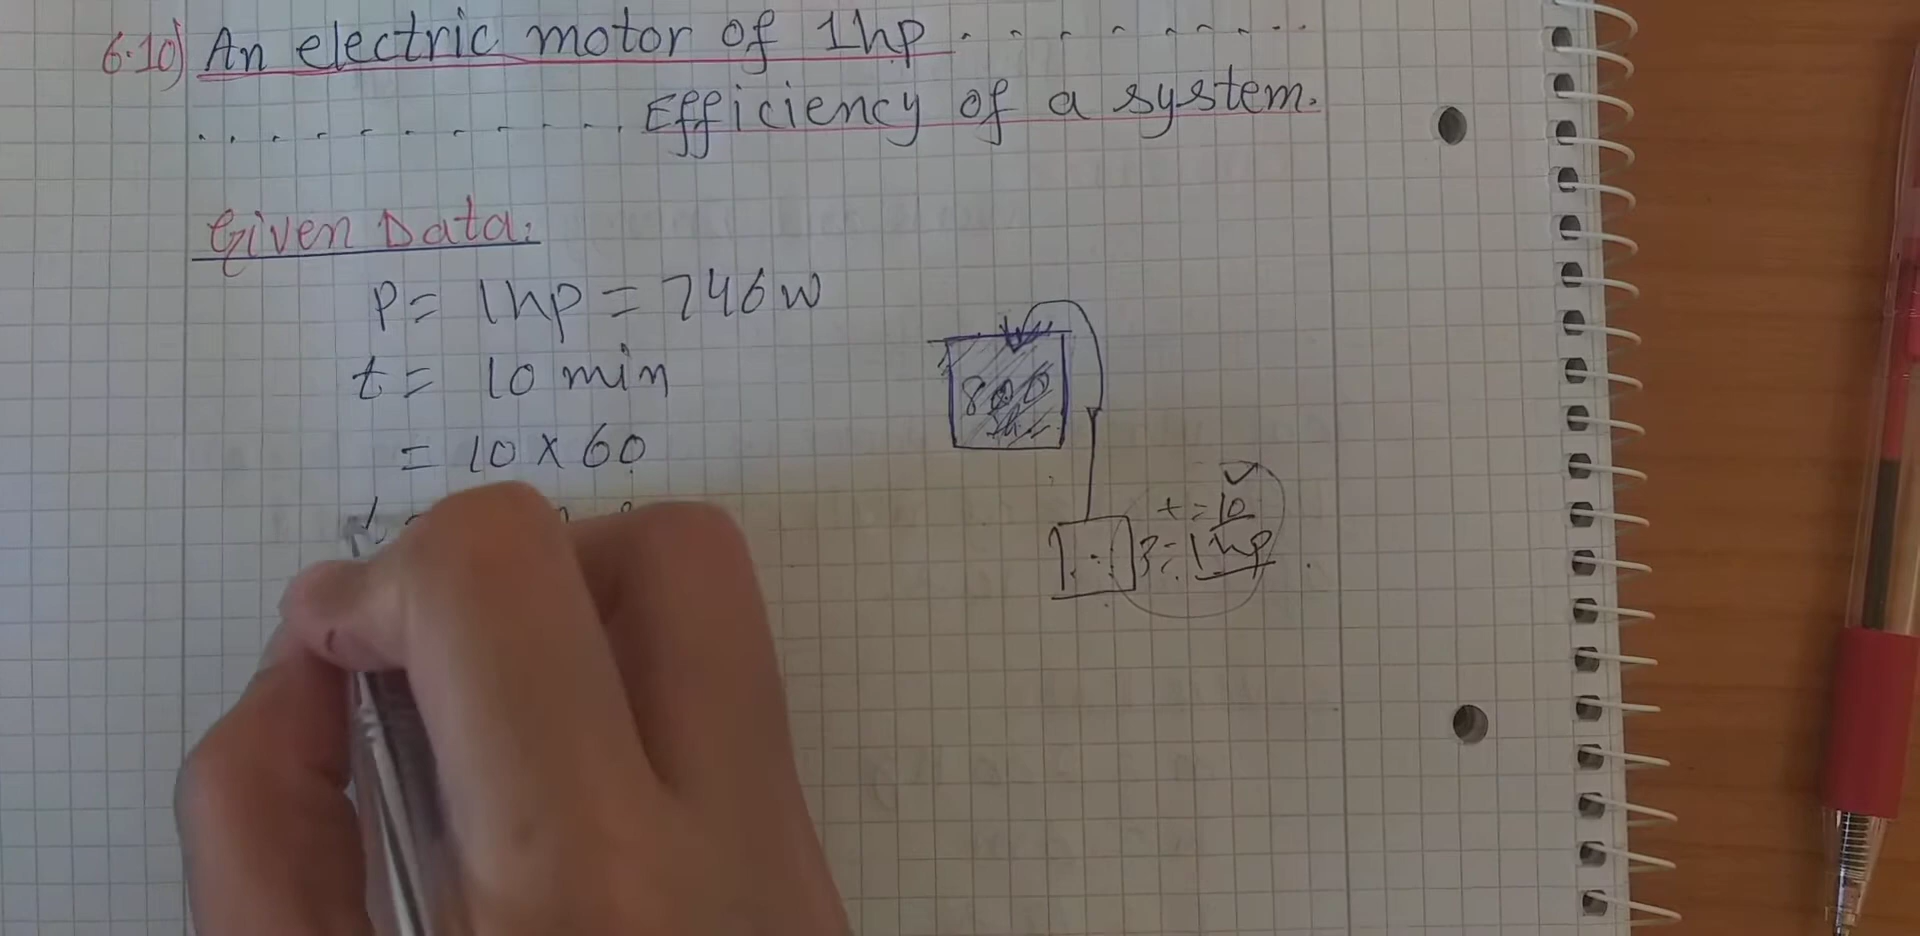 6.10) An electric motor of 1hp . . . . . . . . .
. . . . . . . . . . Efficiency of a system.
Given Data:
P = 1hp = 746w
t = 10 min
= 10 x 60
800
t = 10
P = 1hp